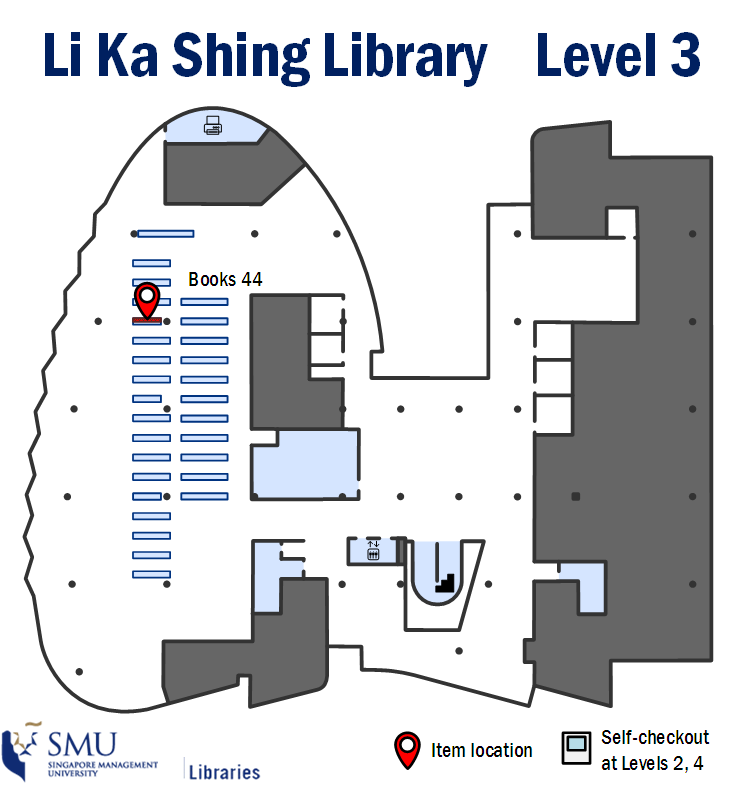 Li Ka Shing Library Level 3
Books 44
SMU
SINGAPORE MANAGEMENT
UNIVERSITY
Libraries
Item location
Self-checkout
at Levels 2, 4